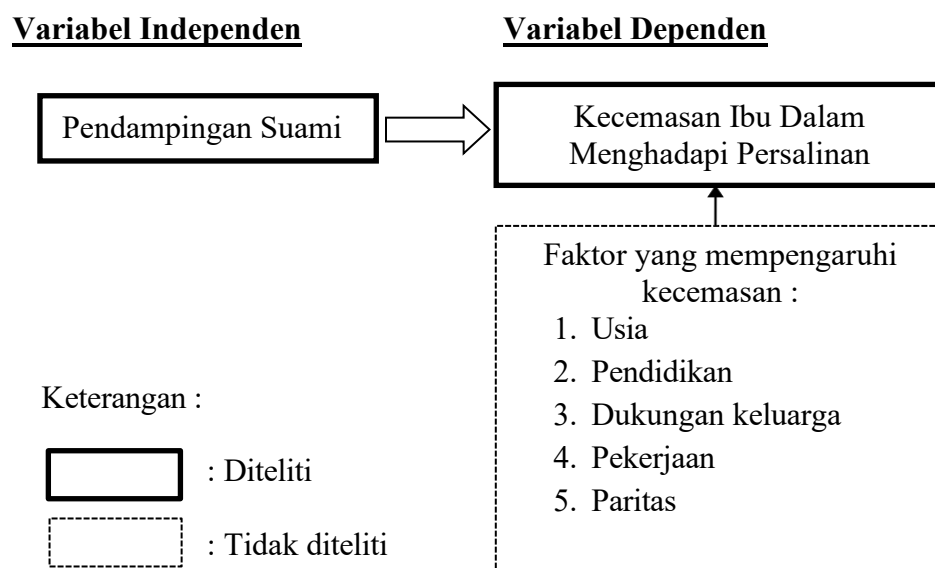 Variabel Independen
Variabel Dependen
Pendampingan Suami
Kecemasan Ibu Dalam
Menghadapi Persalinan
Faktor yang mempengaruhi
kecemasan :
1. Usia
2. Pendidikan
3. Dukungan keluarga
4. Pekerjaan
5. Paritas
Keterangan :
: Diteliti
: Tidak diteliti